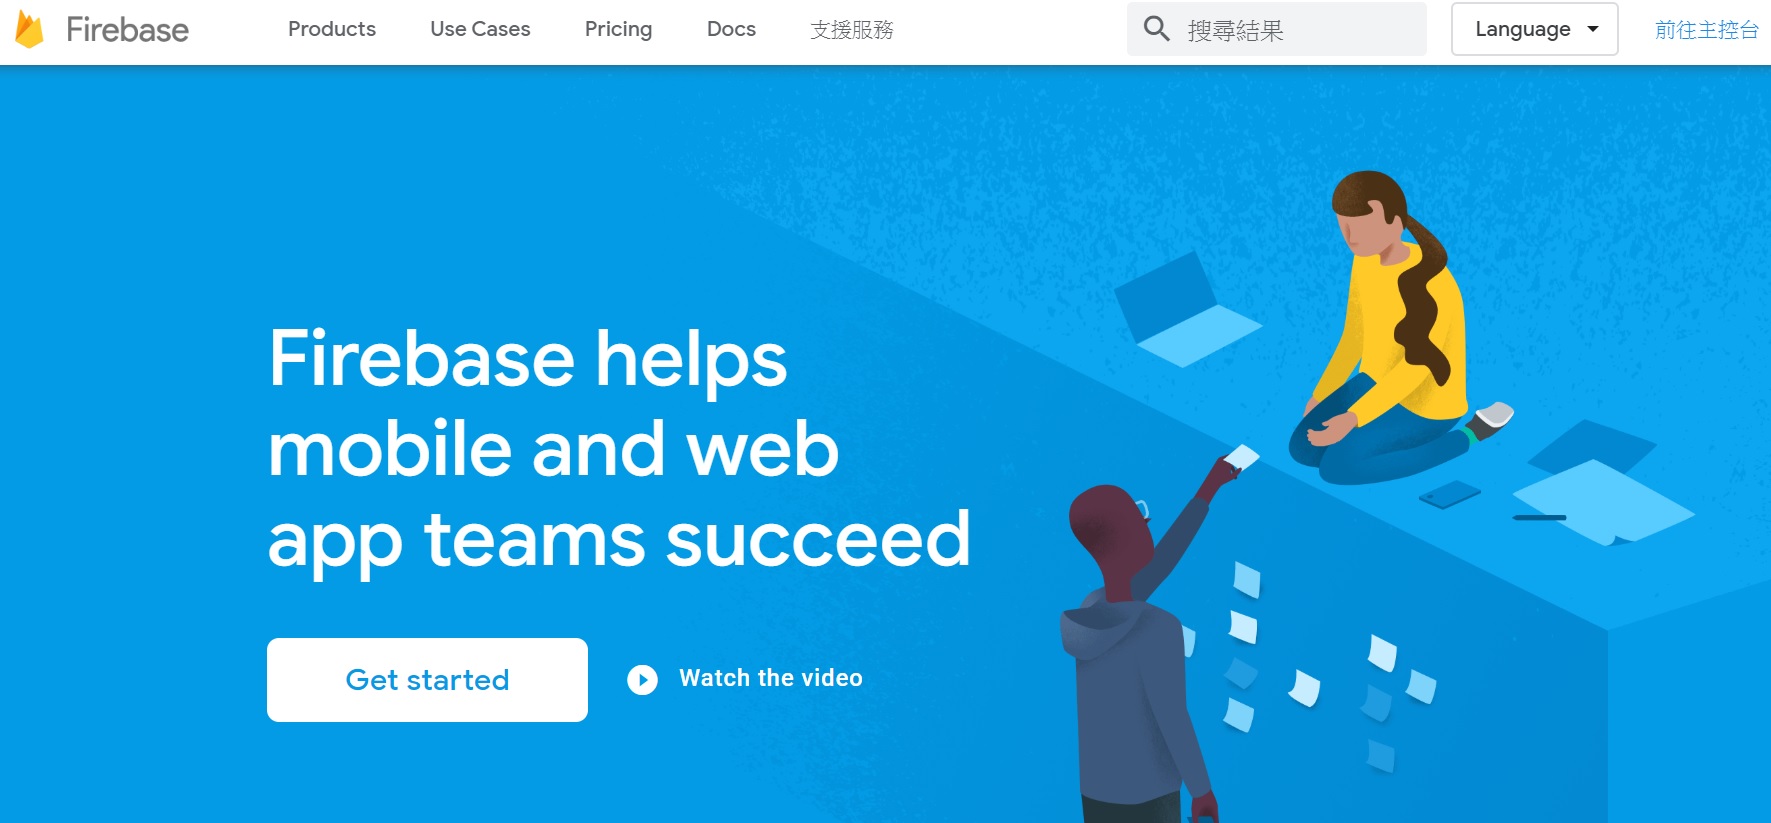 Firebase
Products
Use Cases
Pricing
Docs
支援服務
搜尋結果
Language
前往主控台
Firebase helps
mobile and web
app teams succeed
Get started
Watch the video